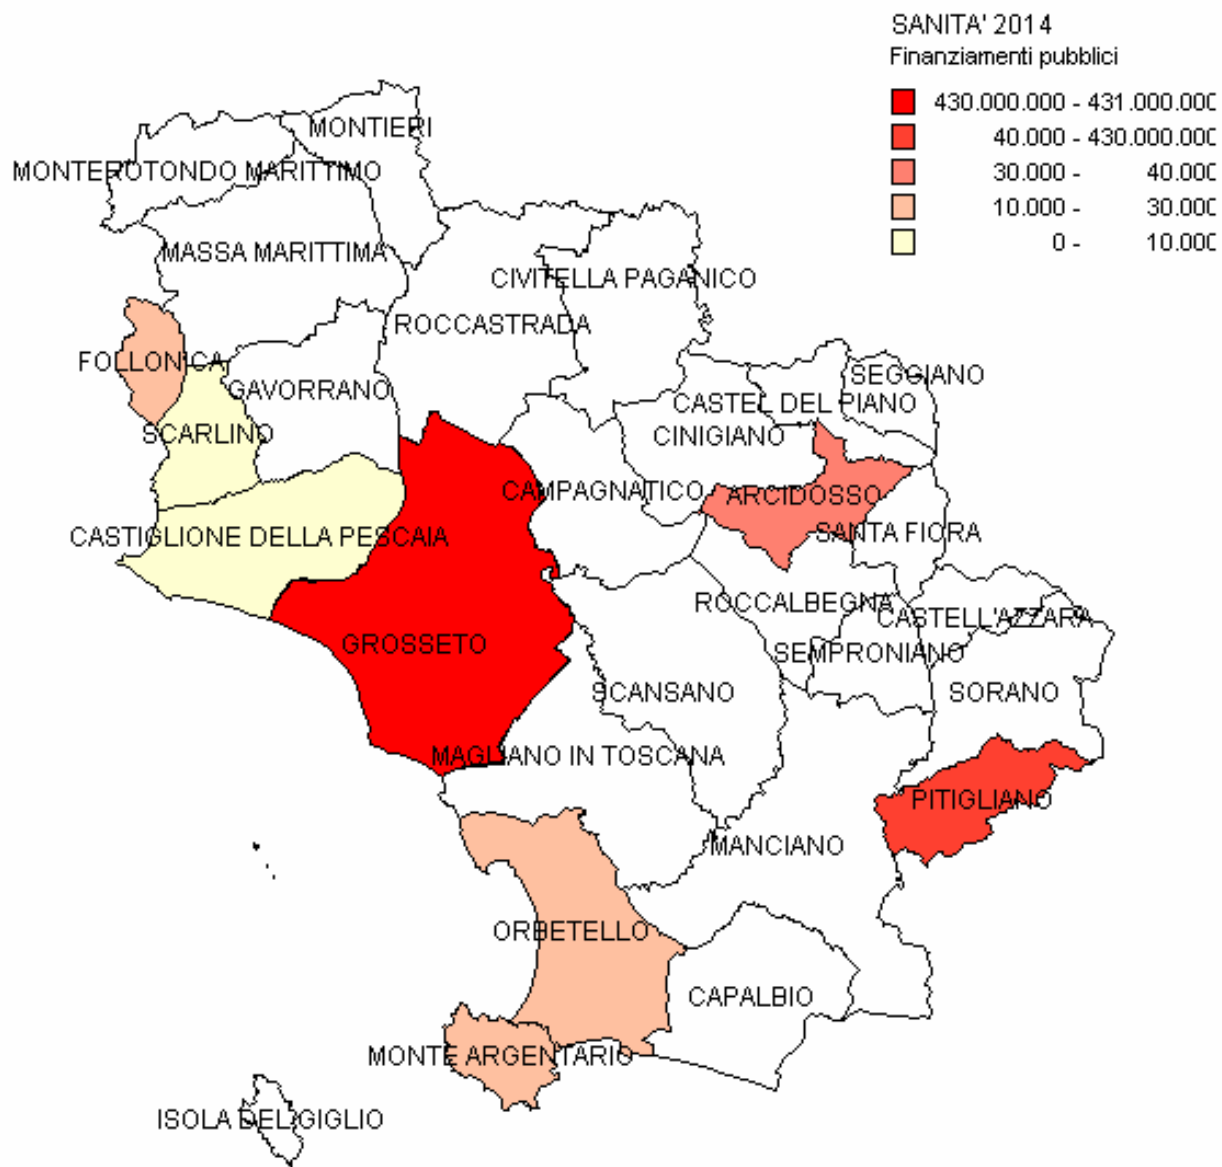 SANITA' 2014
Finanziamenti pubblici
430.000.000 - 431.000.000
40.000 - 430.000.000
30.000 - 40.000
10.000 - 30.000
0 - 10.000
MONTIERI
MONTEROTONDO MARITTIMO
MASSA MARITTIMA
CIVITELLA PAGANICO
ROCCASTRADA
FOLLONICA
GAVORRANO
SEGGIANO
CASTEL DEL PIANO
SCARLINO
CINIGIANO
CAMPAGNATICO
ARCIDOSSO
CASTIGLIONE DELLA PESCAIA
SANTA FIORA
ROCCALBEGNA
CASTELL'AZZARA
GROSSETO
SEMPRONIANO
SCANSANO
SORANO
MAGLIANO IN TOSCANA
PITIGLIANO
MANCIANO
ORBETELLO
CAPALBIO
MONTE ARGENTARIO
ISOLA DEL GIGLIO